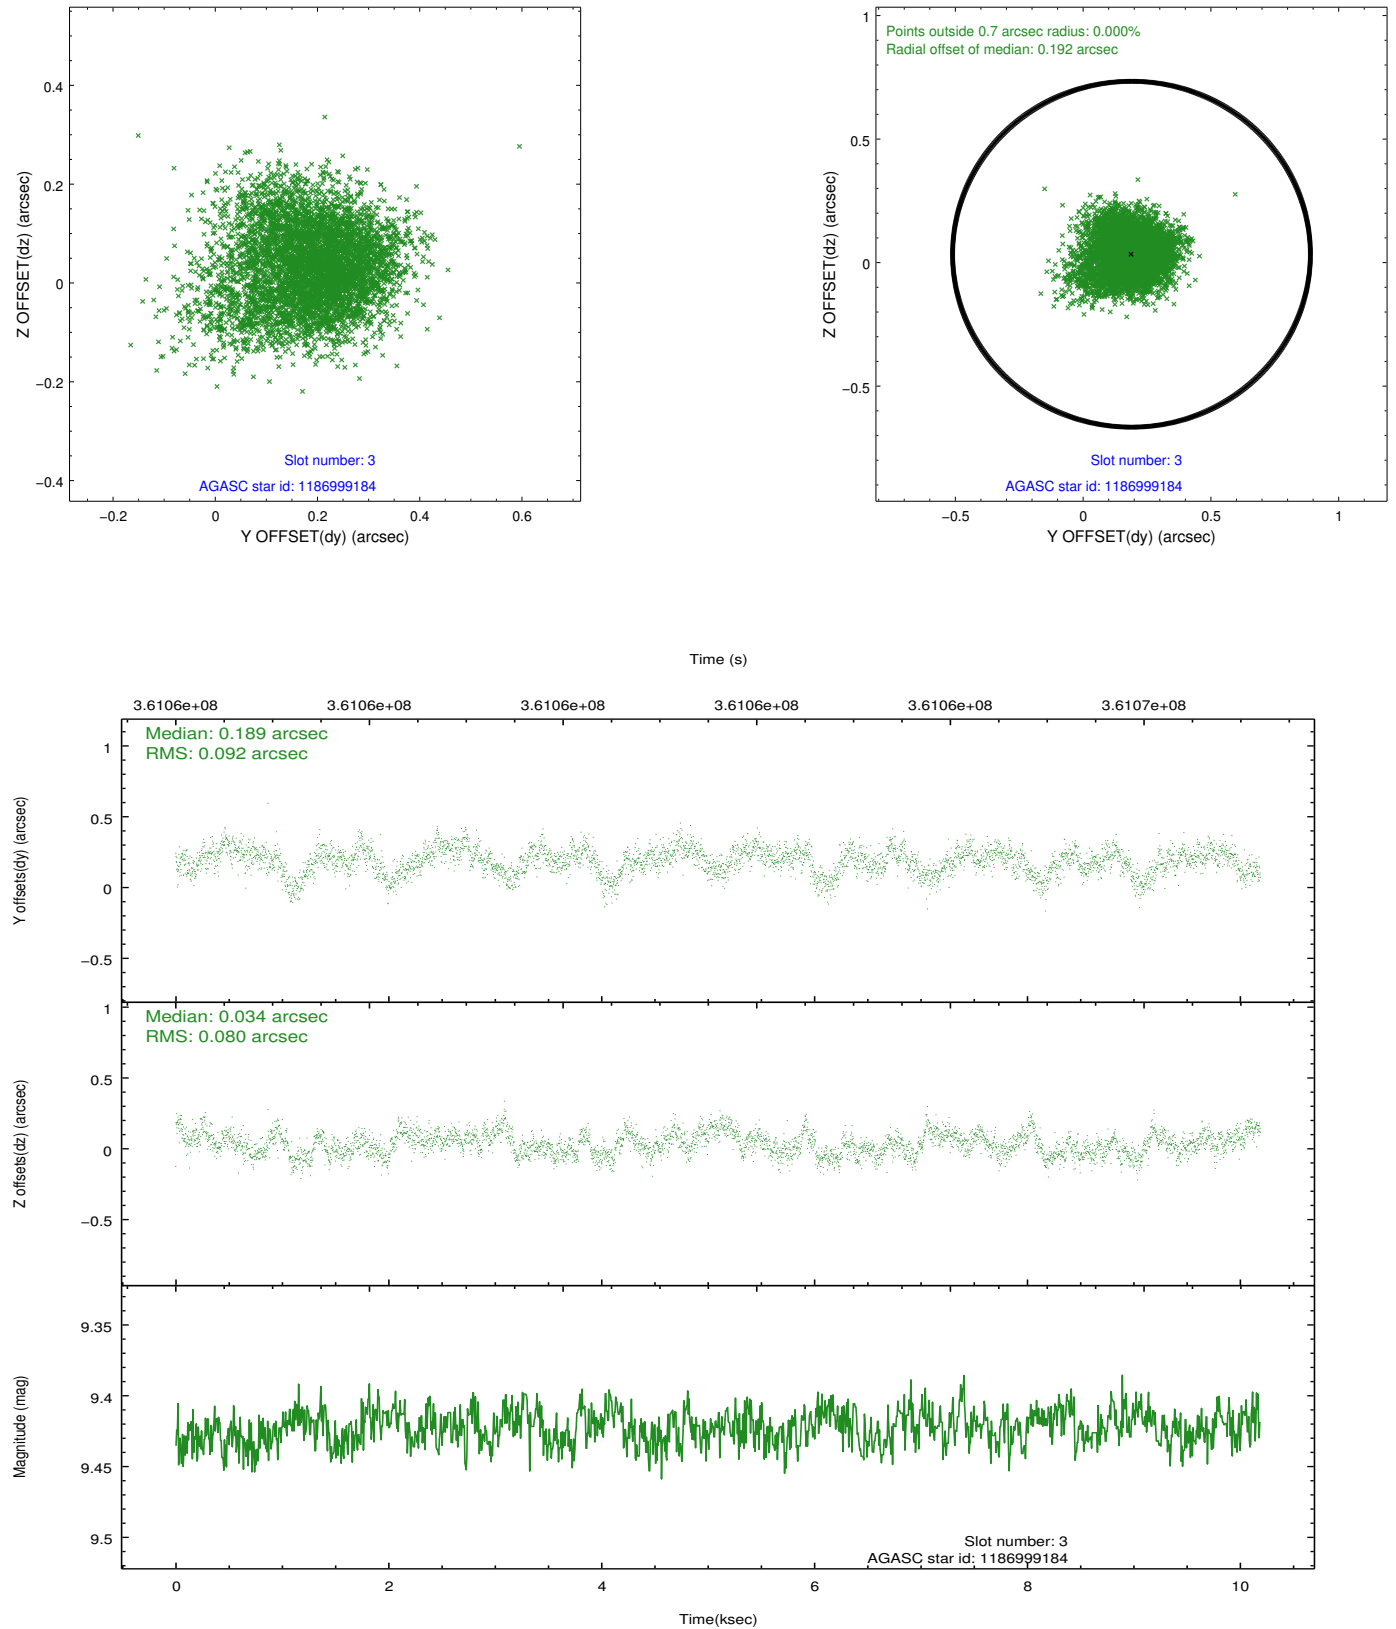 0.4
0.2
0
−0.2
−0.4
Z OFFSET(dz) (arcsec)
Slot number: 3
AGASC star id: 1186999184
−0.2 0 0.2 0.4 0.6
Y OFFSET(dy) (arcsec)
Points outside 0.7 arcsec radius: 0.000%
Radial offset of median: 0.192 arcsec
1
0.5
0
−0.5
Z OFFSET(dz) (arcsec)
Slot number: 3
AGASC star id: 1186999184
−0.5 0 0.5 1
Y OFFSET(dy) (arcsec)
Time (s)
3.6106e+08 3.6106e+08 3.6106e+08 3.6106e+08 3.6106e+08 3.6107e+08
Median: 0.189 arcsec
RMS: 0.092 arcsec
1
0.5
0
−0.5
Y offsets(dy) (arcsec)
Median: 0.034 arcsec
RMS: 0.080 arcsec
1
0.5
0
−0.5
Z offsets(dz) (arcsec)
9.35
9.4
9.45
9.5
Magnitude (mag)
Slot number: 3
AGASC star id: 1186999184
0 2 4 6 8 10
Time(ksec)